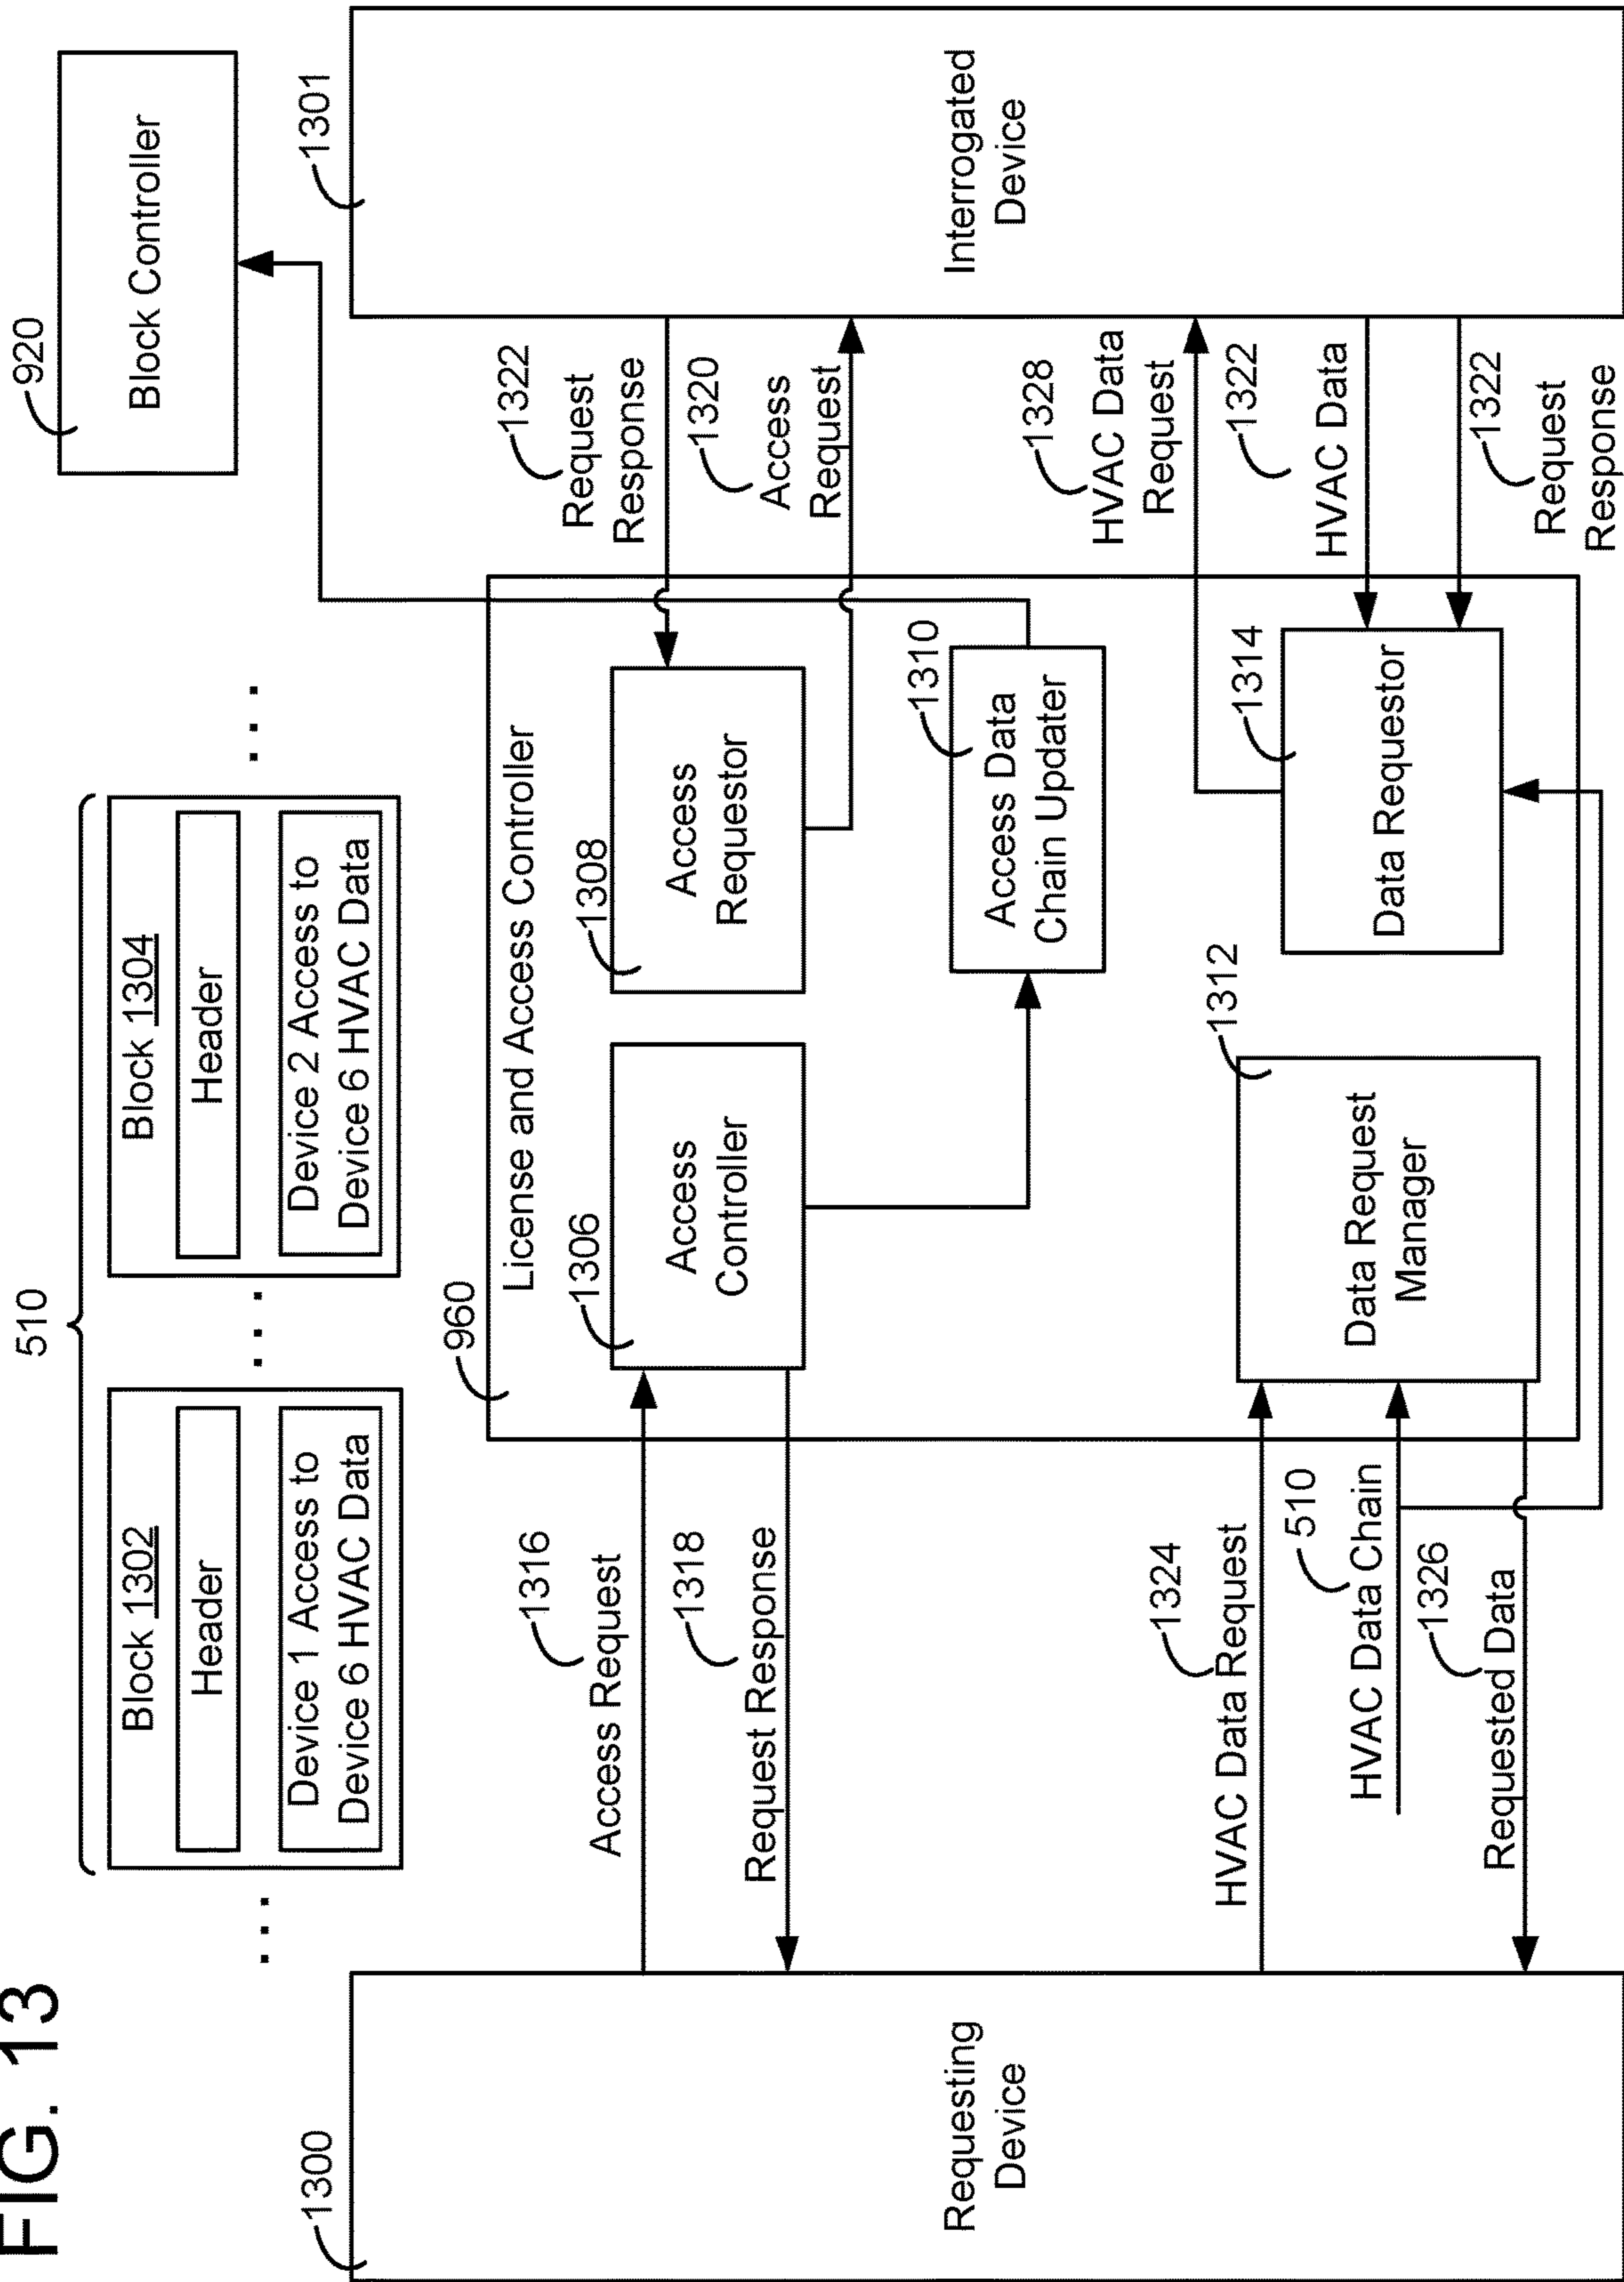 FIG. 13
510
920
Block 1302
Header
Device 1 Access to
Device 6 HVAC Data
. . .
. . .
Block 1304
Header
Device 2 Access to
Device 6 HVAC Data
. . .
Block Controller
1300
Requesting
Device
960
License and Access Controller
1301
Interrogated
Device
1316
Access Request
1318
Request Response
1306
Access
Controller
1308
Access
Requestor
1310
Access Data
Chain Updater
1322
Request
Response
1320
Access
Request
1324
HVAC Data Request
510
HVAC Data Chain
1326
Requested Data
1312
Data Request
Manager
1314
Data Requestor
1328
HVAC Data
Request
1322
HVAC Data
1322
Request
Response